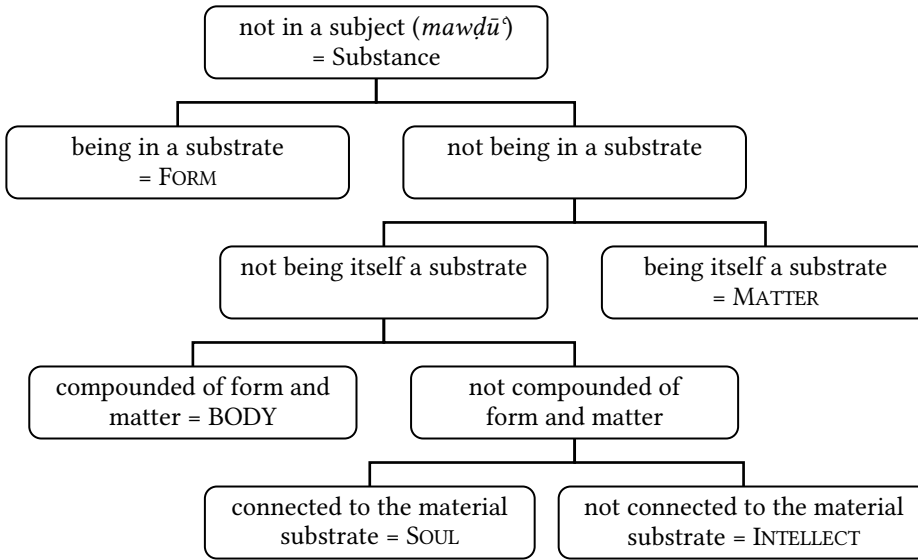 not in a subject (mawḍūʿ)
= Substance
being in a substrate
= FORM
not being in a substrate
not being itself a substrate
being itself a substrate
= MATTER
compounded of form and
matter = BODY
not compounded of
form and matter
connected to the material
substrate = SOUL
not connected to the material
substrate = INTELLECT